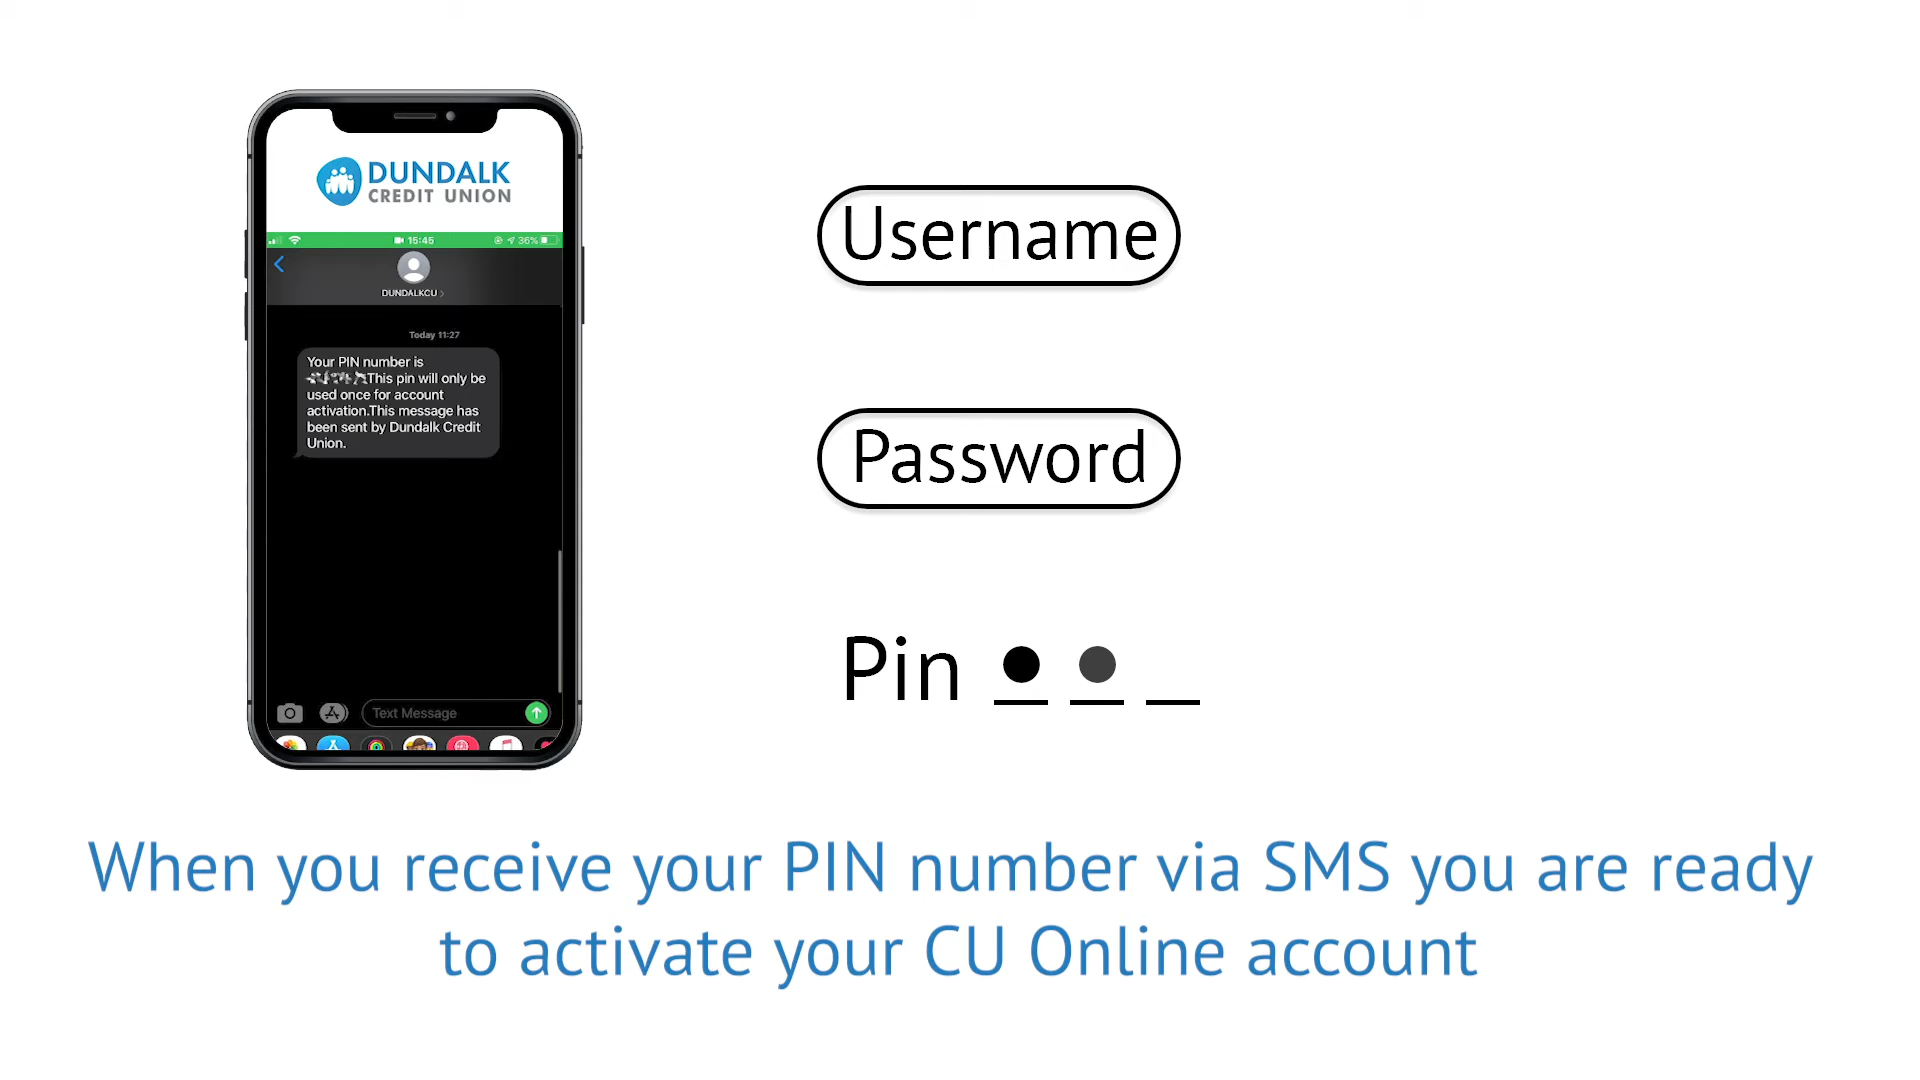 DUNDALK
CREDIT UNION
15:45
36%
DUNDALKCU
Today 11:27
Your PIN number is
This pin will only be
used once for account
activation.This message has
been sent by Dundalk Credit
Union.
Text Message
Username
Password
Pin
When you receive your PIN number via SMS you are ready
to activate your CU Online account